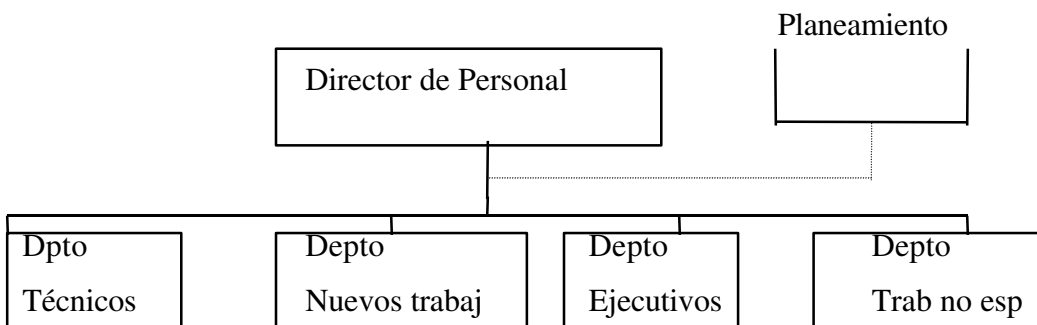 Planeamiento
Director de Personal
Dpto
Técnicos
Depto
Nuevos trabaj
Depto
Ejecutivos
Depto
Trab no esp